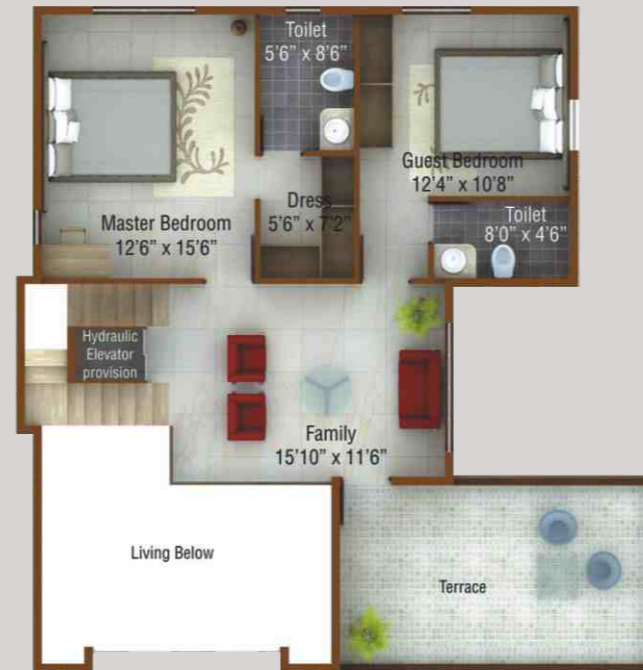 Toilet
5’6” x 8’6”
Guest Bedroom
12’4” x 10’8”
Dress
5’6” x 7’2”
Master Bedroom
12’6” x 15’6”
Toilet
8’0” x 4’6”
Hydraulic
Elevator
provision
Family
15’10” x 11’6”
Living Below
Terrace